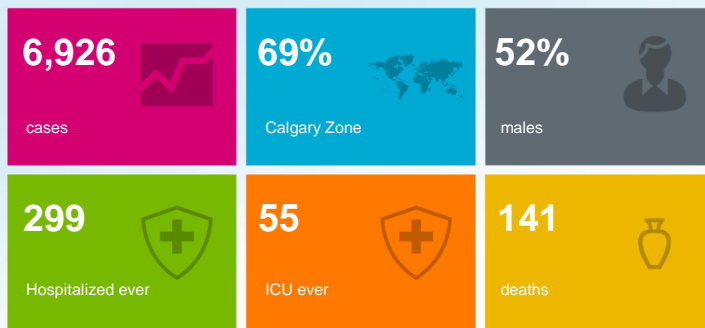 6,926
cases
69%
Calgary Zone
52%
males
299
Hospitalized ever
55
ICU ever
141
deaths